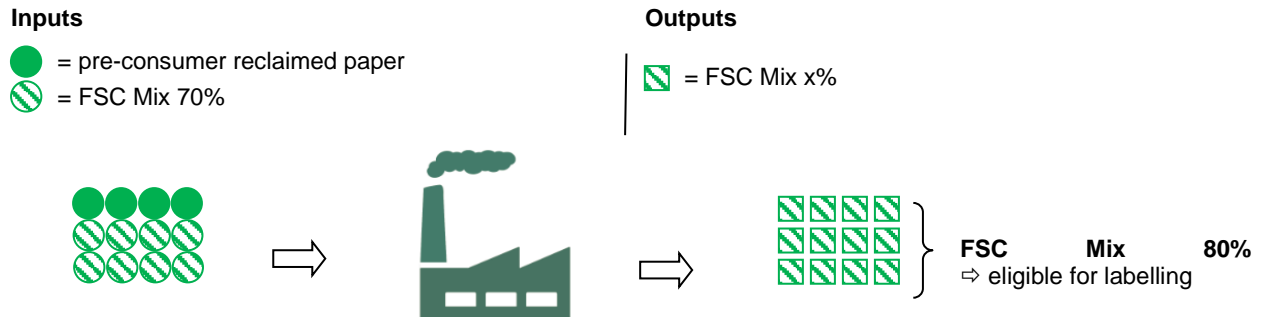 Inputs
Outputs
= pre-consumer reclaimed paper
= FSC Mix x%
= FSC Mix 70%
FSC Mix 80%
⇨ eligible for labelling